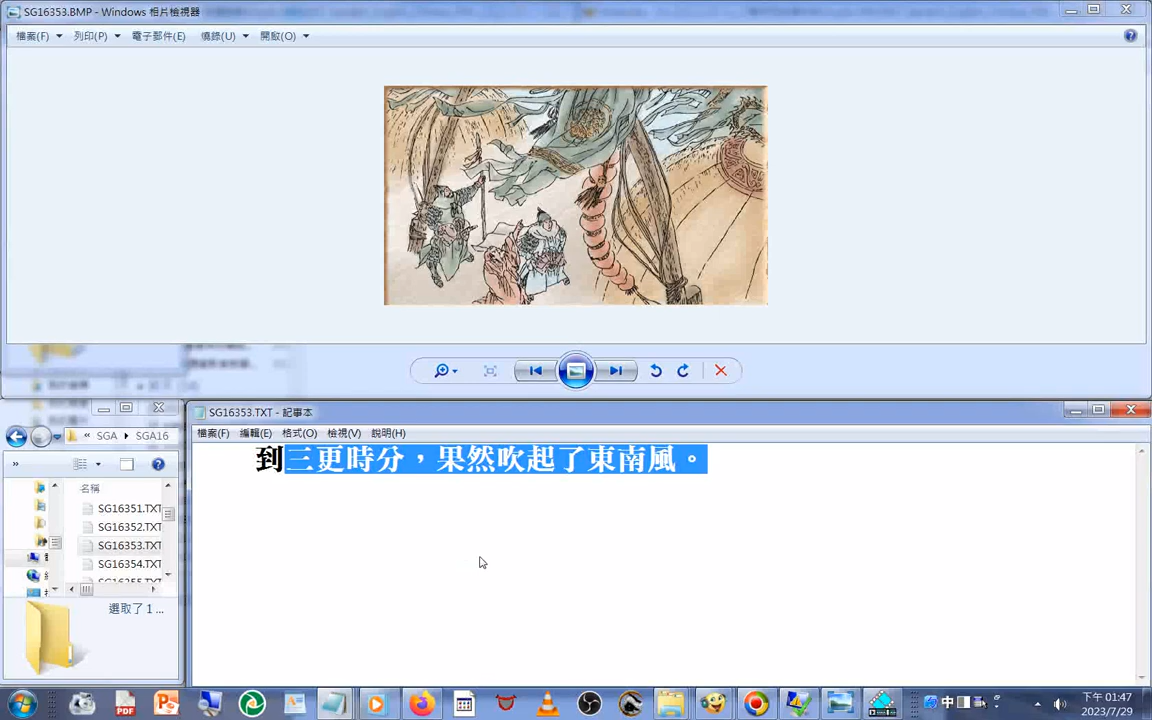 SG16353.BMP - Windows 相片檢視器
檔案(F) 列印(P) 電子郵件(E) 燒錄(U) 開啟(O)
SG16353.TXT - 記事本
檔案(F) 編輯(E) 格式(O) 檢視(V) 說明(H)
到三更時分，果然吹起了東南風。
« SGA SGA16
»
名稱
SG16351.TXT
SG16352.TXT
SG16353.TXT
SG16354.TXT
選取了 1 ...
PDF
中
下午 01:47
2023/7/29